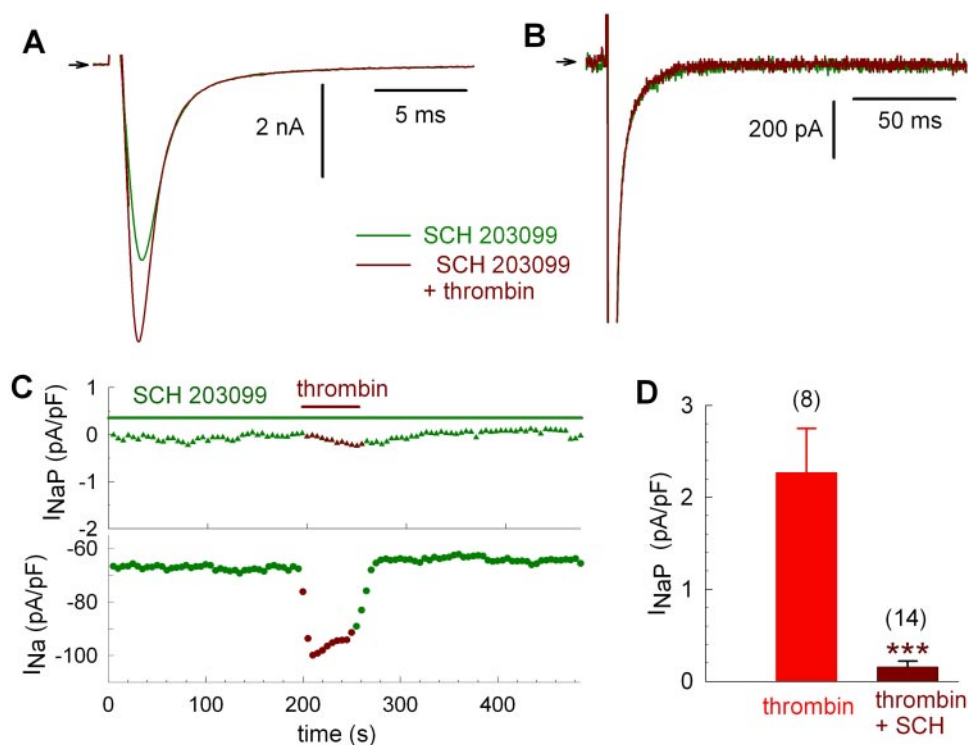 A
2 nA
5 ms
B
200 pA
50 ms
SCH 203099
SCH 203099
+ thrombin
C
SCH 203099
thrombin
1
0
-1
-2
INaP (pA/pF)
-60
-80
-100
INa (pA/pF)
0 100 200 300 400
time (s)
D
3
2
1
0
INaP (pA/pF)
(8)
(14)
***
thrombin
thrombin
+ SCH